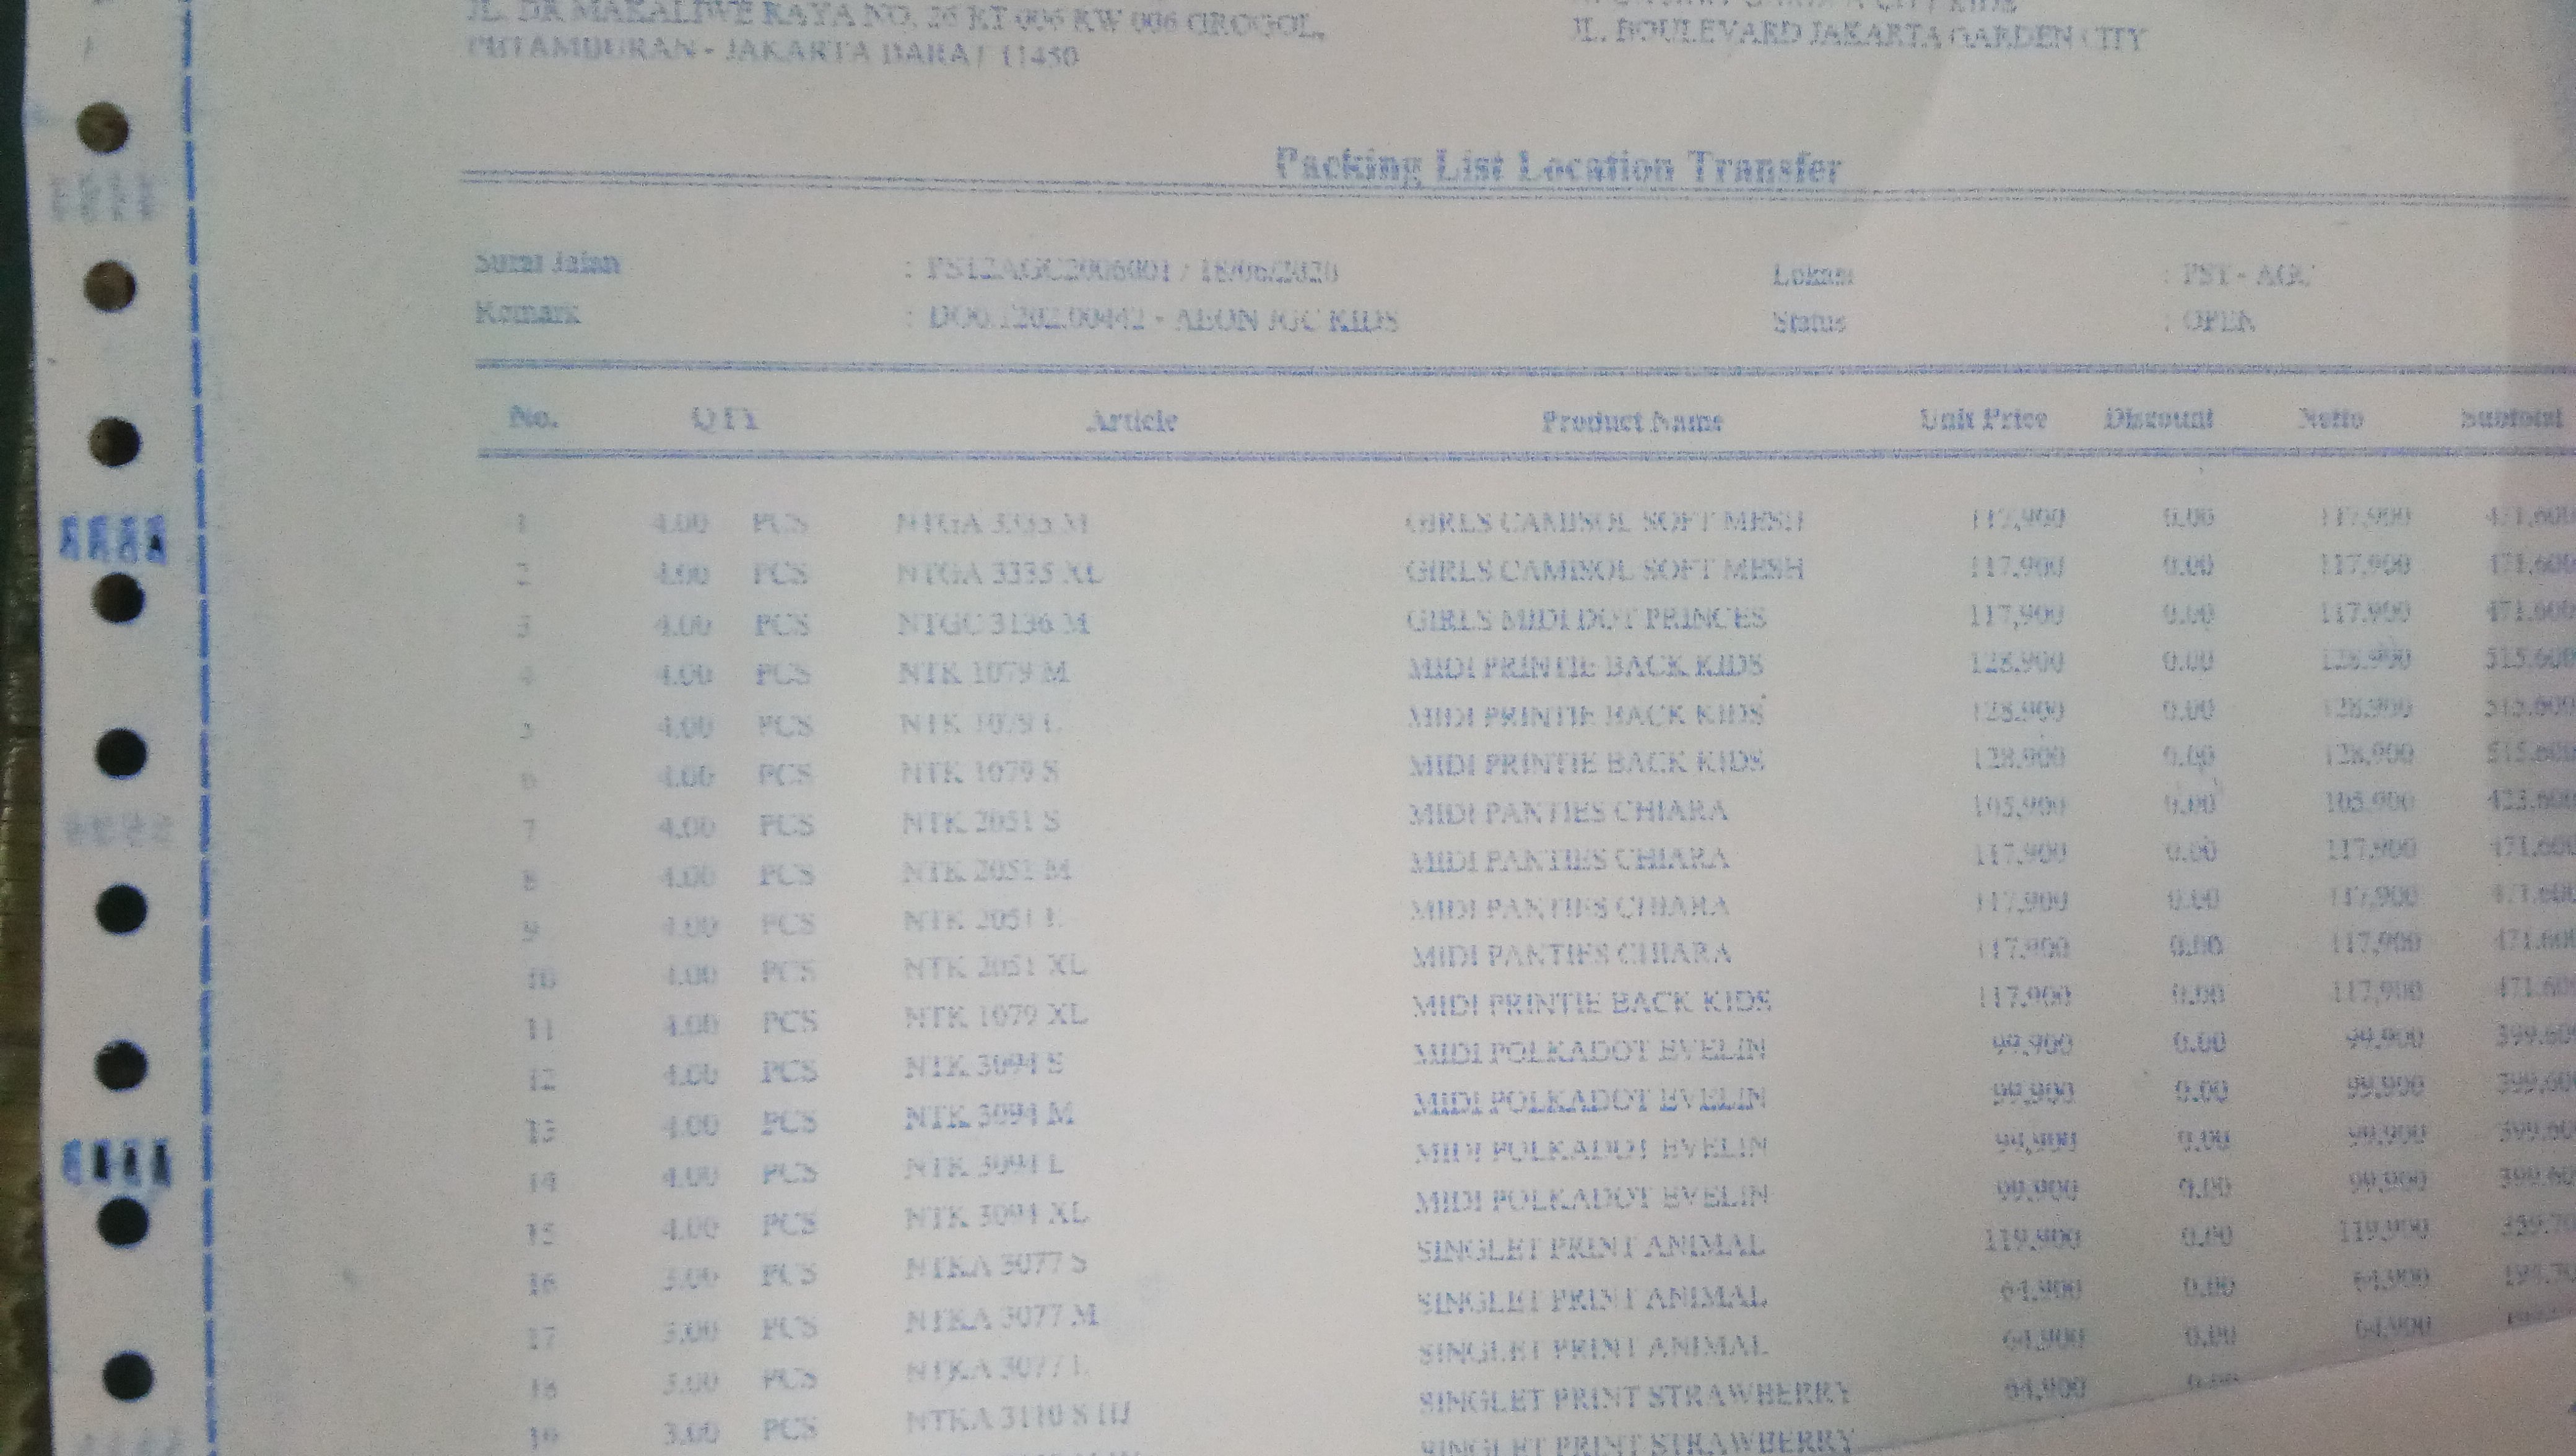 JL. DR MAKALIWE RAYA NO. 26 RT 006 RW 006 GROGOL,
JL. BOULEVARD JAKARTA GARDEN CITY
PETAMBURAN - JAKARTA BARAT 11450
Packing List Location Transfer
Surat Jalan : / 18/06/2020 Lokasi : PST - AGC
Remark : - AEON JGC KIDS Status : OPEN
No. QTY Article Product Name Unit Price Discount Netto Subtotal
1 4.00 PCS NTGA 3335 M GIRLS CAMISOL SOFT MESH 117,900 0.00 117,900 471,600
2 4.00 PCS NTGA 3335 XL GIRLS CAMISOL SOFT MESH 117,900 0.00 117,900 471,600
3 4.00 PCS NTGC 3136 M GIRLS MIDI DOT PRINCES 117,900 0.00 117,900 471,600
4 4.00 PCS NTK 1079 M MIDI PRINTIE BACK KIDS 128,900 0.00 128,900 515,600
5 4.00 PCS NTK 1079 L MIDI PRINTIE BACK KIDS 128,900 0.00 128,900 515,600
6 4.00 PCS NTK 1079 S MIDI PRINTIE BACK KIDS 128,900 0.00 128,900 515,600
7 4.00 PCS NTK 2051 S MIDI PANTIES CHIARA 105,900 0.00 105,900 423,600
8 4.00 PCS NTK 2051 M MIDI PANTIES CHIARA 117,900 0.00 117,900 471,600
9 4.00 PCS NTK 2051 L MIDI PANTIES CHIARA 117,900 0.00 117,900 471,600
10 4.00 PCS NTK 2051 XL MIDI PANTIES CHIARA 117,900 0.00 117,900 471,600
11 4.00 PCS NTK 1079 XL MIDI PRINTIE BACK KIDS 117,900 0.00 117,900 471,600
12 4.00 PCS NTK 3094 S MIDI POLKADOT EVELIN 99,900 0.00 99,900 399,600
13 4.00 PCS NTK 3094 M MIDI POLKADOT EVELIN 99,900 0.00 99,900 399,600
14 4.00 PCS NTK 3094 L MIDI POLKADOT EVELIN 99,900 0.00 99,900 399,600
15 4.00 PCS NTK 3094 XL MIDI POLKADOT EVELIN 99,900 0.00 99,900
16 3.00 PCS NTKA 3077 S SINGLET PRINT ANIMAL 119,900 0.00 119,900
17 3.00 PCS NTKA 3077 M SINGLET PRINT ANIMAL 64,900 0.00 64,900
18 3.00 PCS NTKA 3077 L SINGLET PRINT ANIMAL 64,900 0.00 64,900
19 3.00 PCS NTKA 3110 S SINGLET PRINT STRAWBERRY 64,900
SINGLET PRINT STRAWBERRY